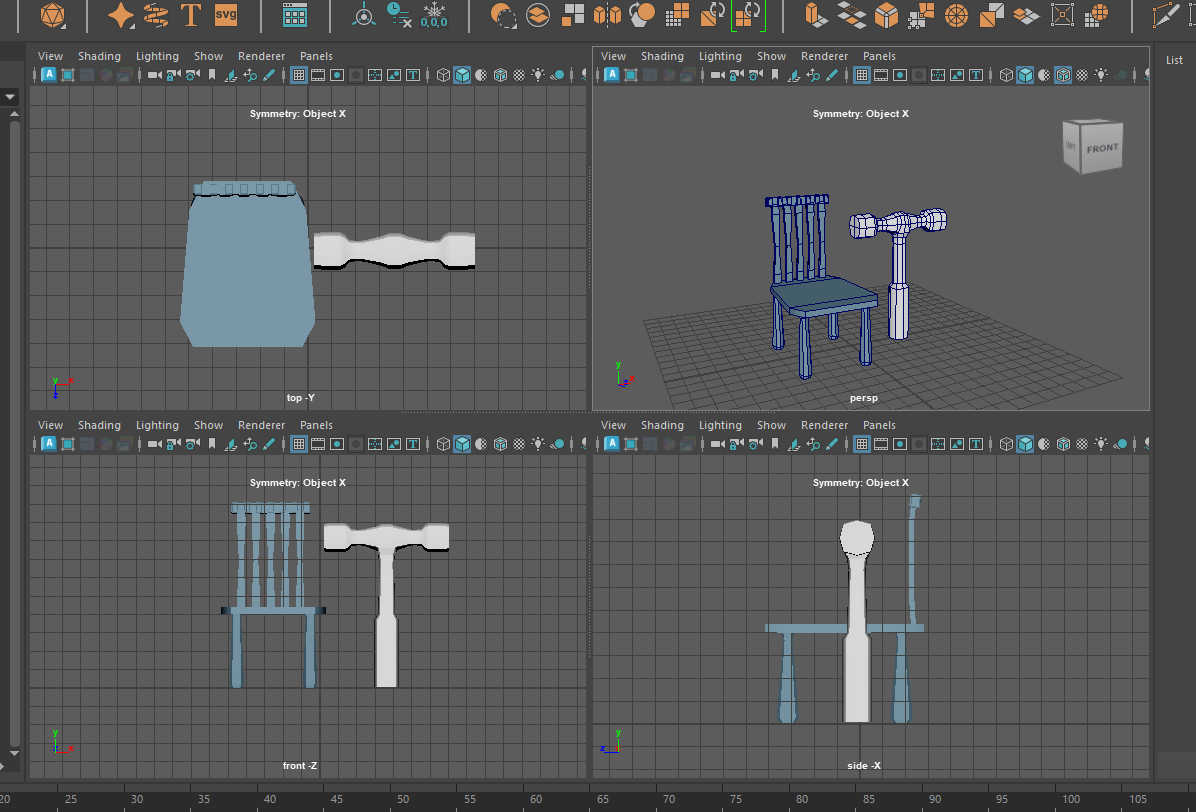 T SVG 0,0,0
List
View Shading Lighting Show Renderer Panels
View Shading Lighting Show Renderer Panels
A T
A T
Symmetry: Object X
Symmetry: Object X
FRONT
y x z
top -Y
y x z
persp
View Shading Lighting Show Renderer Panels
View Shading Lighting Show Renderer Panels
A T
A T
Symmetry: Object X
Symmetry: Object X
y z x
front -Z
y z
side -X
20 25 30 35 40 45 50 55 60 65 70 75 80 85 90 95 100 105